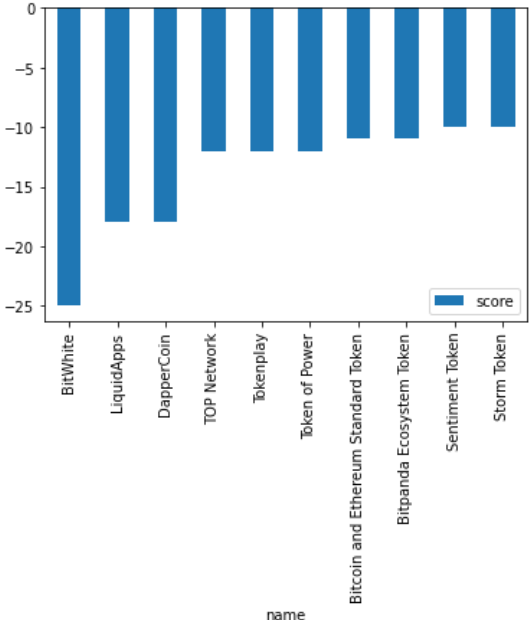 0
−5
−10
−15
−20
−25
score
BitWhite
LiquidApps
DapperCoin
TOP Network
Tokenplay
Token of Power
Bitcoin and Ethereum Standard Token
Bitpanda Ecosystem Token
Sentiment Token
Storm Token
name